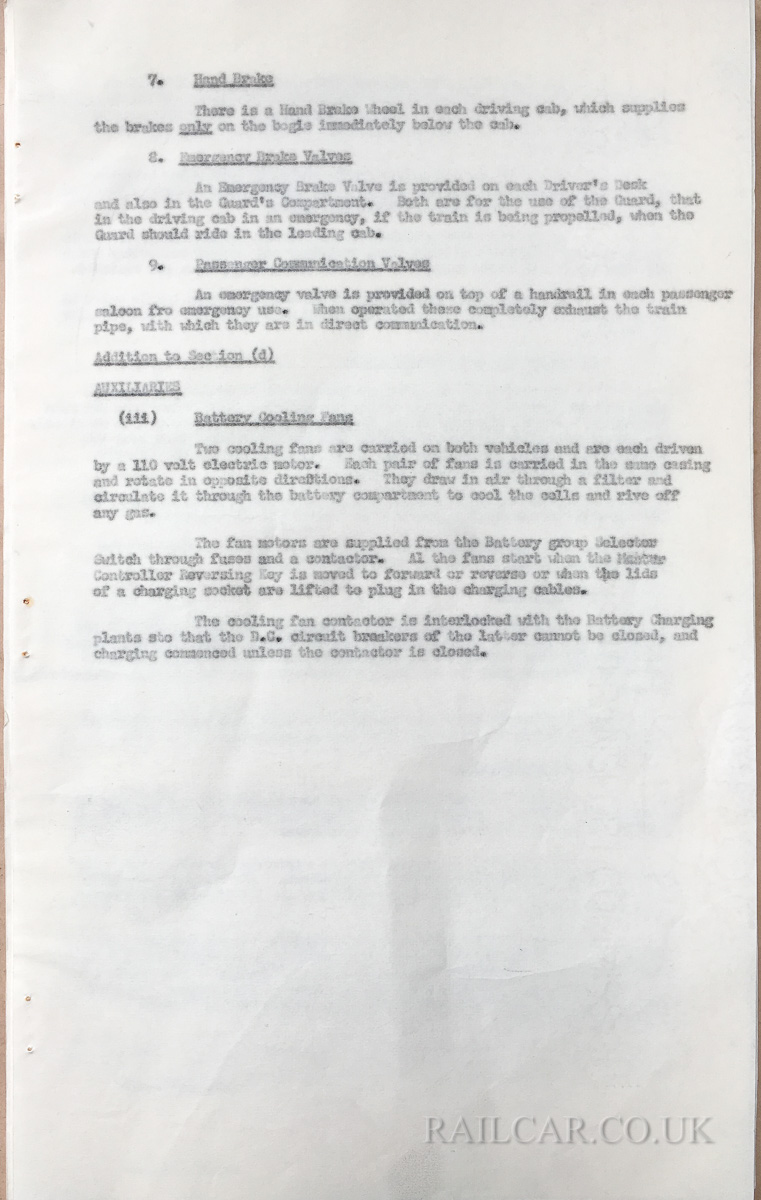 7. Hand Brake
There is a Hand Brake Wheel in each driving cab, which supplies
the brakes only on the bogie immediately below the cab.
8. Emergency Brake Valves
An Emergency Brake Valve is provided on each Driver's Desk
and also in the Guard's Compartment. Both are for the use of the Guard, that
in the driving cab in an emergency, if the train is being propelled, when the
Guard should ride in the leading cab.
9. Passenger Communication Valves
An emergency valve is provided on top of a handrail in each passenger
saloon fro emergency use. When operated these completely exhaust the train
pipe, with which they are in direct communication.
Addition to Section (d)
AUXILIARIES
(iii) Battery Cooling Fans
Two cooling fans are carried on both vehicles and are each driven
by a 110 volt electric motor. Each pair of fans is carried in the same casing
and rotate in opposite directions. They draw in air through a filter and
circulate it through the battery compartment to cool the cells and rive off
any gas.
The fan motors are supplied from the Battery group Selector
Switch through fuses and a contactor. Al the fans start when the Master
Controller Reversing Key is moved to forward or reverse or when the lids
of a charging socket are lifted to plug in the charging cables.
The cooling fan contactor is interlocked with the Battery Charging
plants sto that the D.C. circuit breakers of the latter cannot be closed, and
charging commenced unless the contactor is closed.
RAILCAR.CO.UK